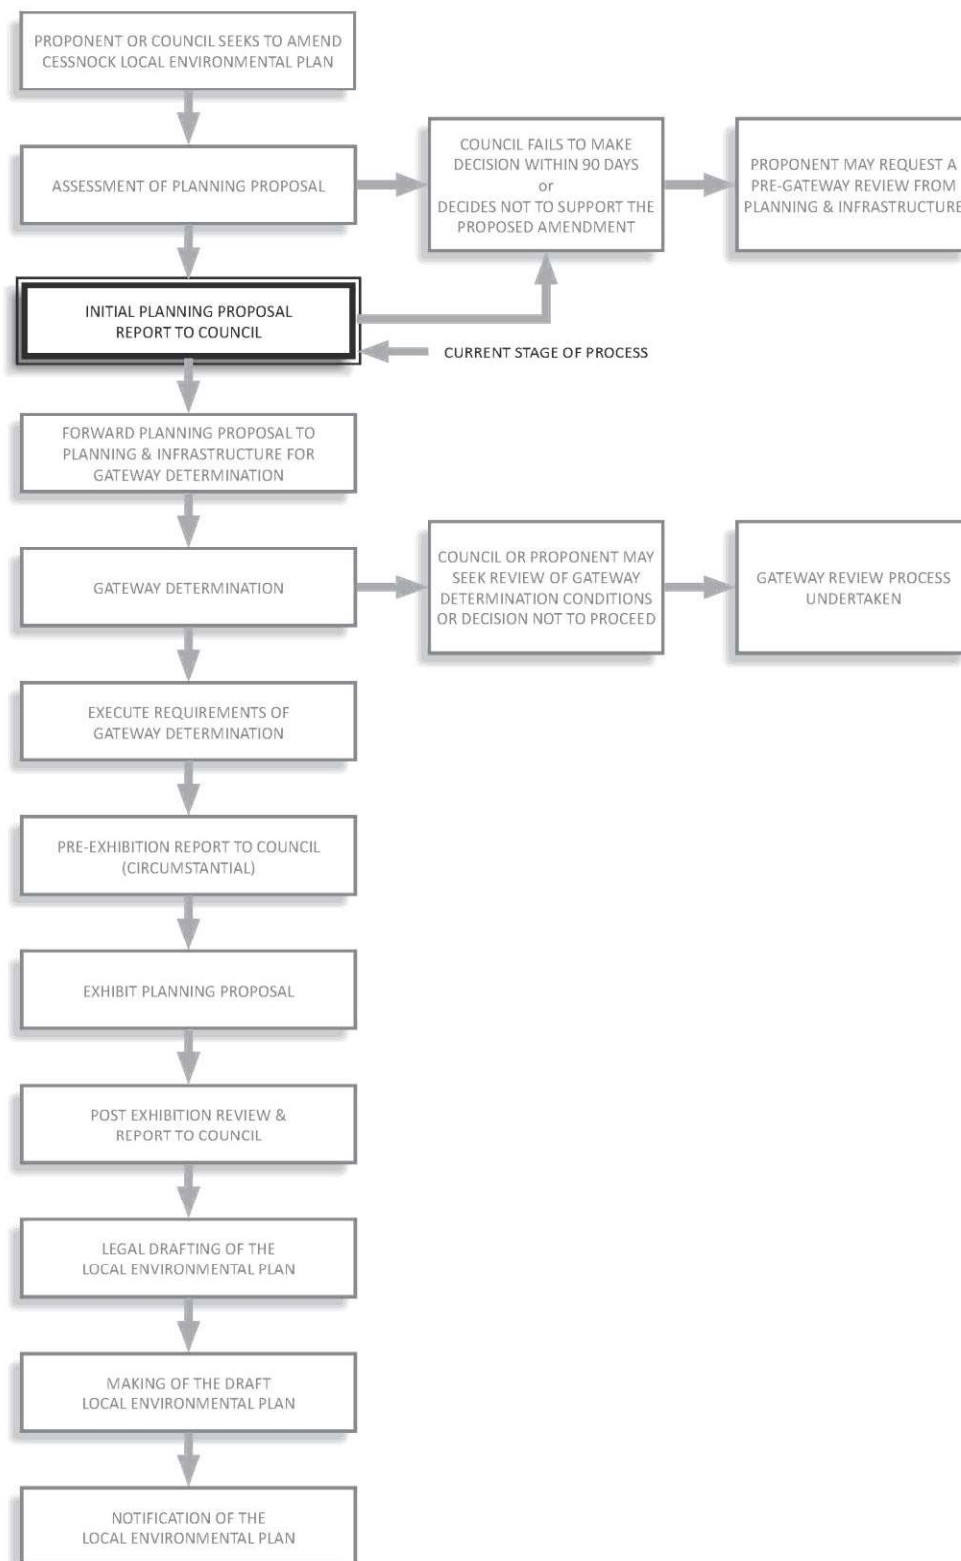 PROPONENT OR COUNCIL SEEKS TO AMEND
CESSNOCK LOCAL ENVIRONMENTAL PLAN
ASSESSMENT OF PLANNING PROPOSAL
COUNCIL FAILS TO MAKE
DECISION WITHIN 90 DAYS
or
DECIDES NOT TO SUPPORT THE
PROPOSED AMENDMENT
PROPONENT MAY REQUEST A
PRE-GATEWAY REVIEW FROM
PLANNING & INFRASTRUCTURE
INITIAL PLANNING PROPOSAL
REPORT TO COUNCIL
CURRENT STAGE OF PROCESS
FORWARD PLANNING PROPOSAL TO
PLANNING & INFRASTRUCTURE FOR
GATEWAY DETERMINATION
GATEWAY DETERMINATION
COUNCIL OR PROPONENT MAY
SEEK REVIEW OF GATEWAY
DETERMINATION CONDITIONS
OR DECISION NOT TO PROCEED
GATEWAY REVIEW PROCESS
UNDERTAKEN
EXECUTE REQUIREMENTS OF
GATEWAY DETERMINATION
PRE-EXHIBITION REPORT TO COUNCIL
(CIRCUMSTANTIAL)
EXHIBIT PLANNING PROPOSAL
POST EXHIBITION REVIEW &
REPORT TO COUNCIL
LEGAL DRAFTING OF THE
LOCAL ENVIRONMENTAL PLAN
MAKING OF THE DRAFT
LOCAL ENVIRONMENTAL PLAN
NOTIFICATION OF THE
LOCAL ENVIRONMENTAL PLAN